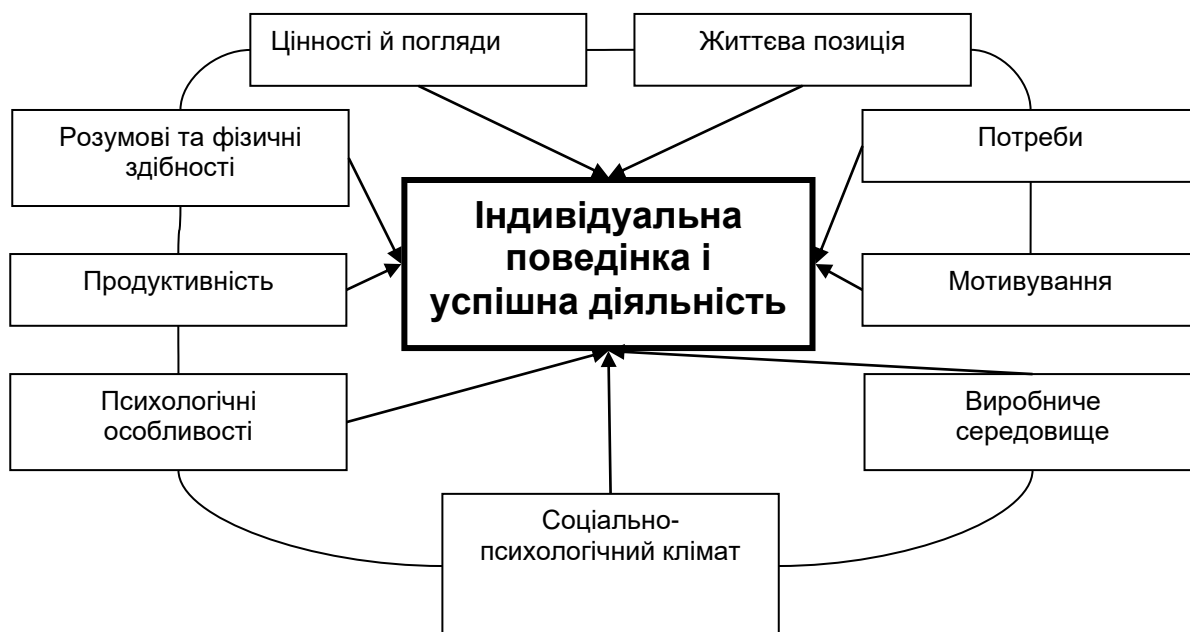 Цінності й погляди
Життєва позиція
Розумові та фізичні
здібності
Потреби
Індивідуальна
поведінка і
успішна діяльність
Продуктивність
Мотивування
Психологічні
особливості
Виробниче
середовище
Соціально-
психологічний клімат